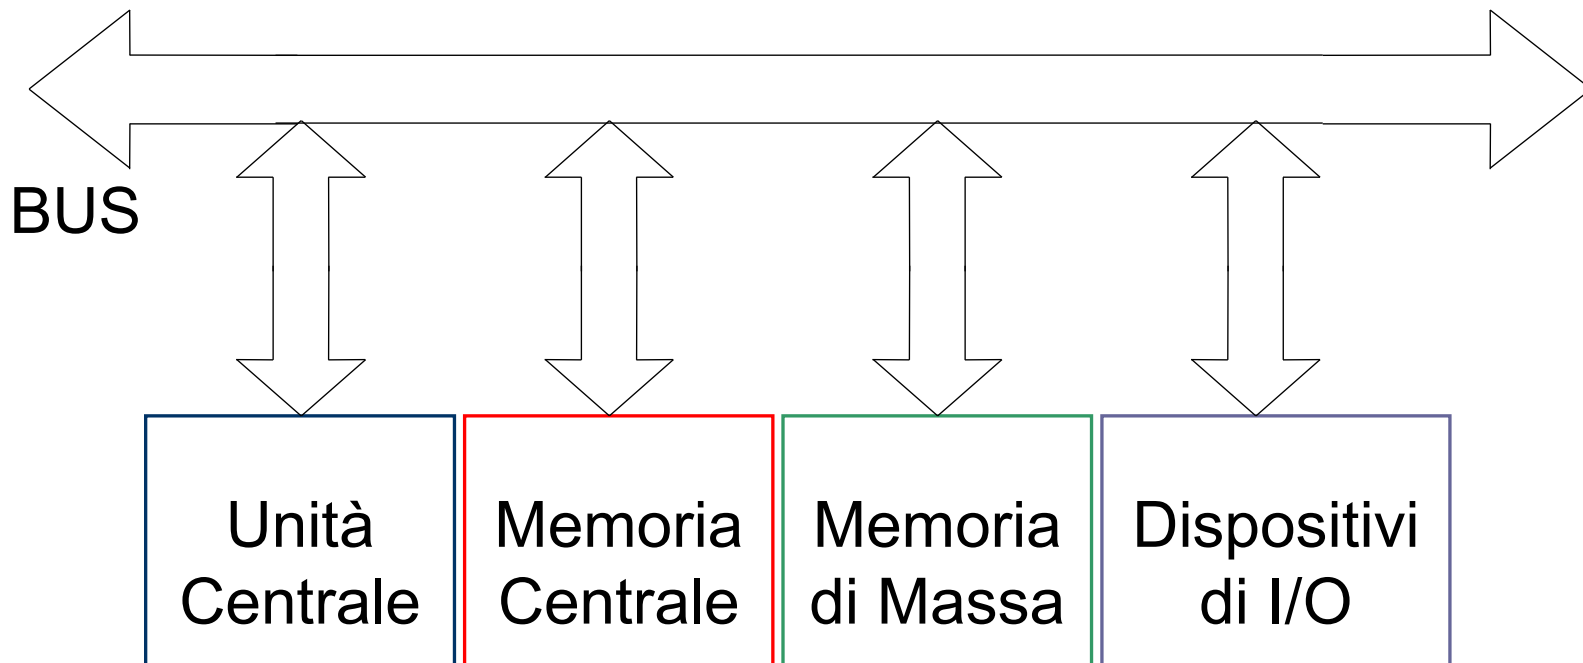 BUS
Unità
Centrale
Memoria
Centrale
Memoria
di Massa
Dispositivi
di I/O